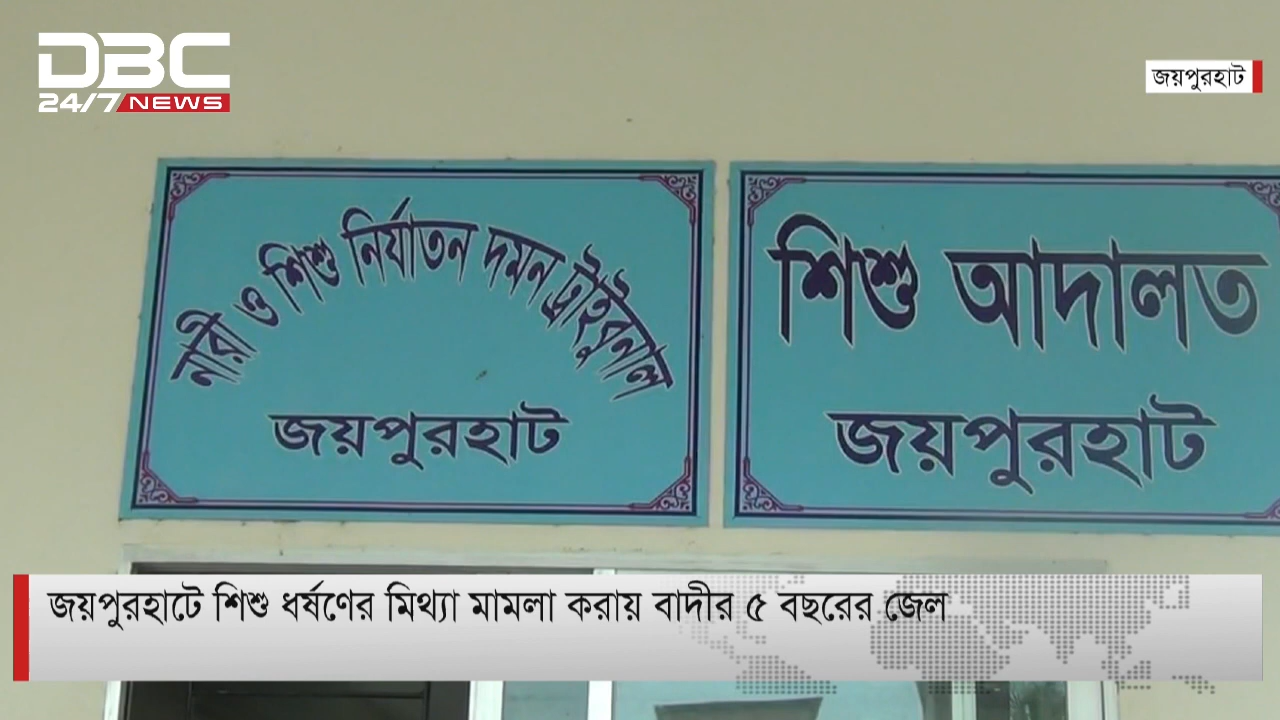 DBC
24/7 NEWS
জয়পুরহাট
নারী ও শিশু নির্যাতন দমন ট্রাইবুনাল
জয়পুরহাট
শিশু আদালত
জয়পুরহাট
জয়পুরহাটে শিশু ধর্ষণের মিথ্যা মামলা করায় বাদীর ৫ বছরের জেল